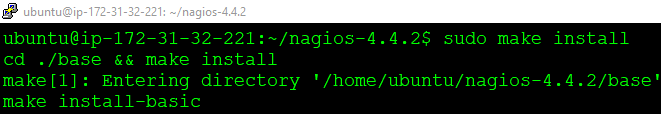 ubuntu@ip-172-31-32-221: ~/nagios-4.4.2
ubuntu@ip-172-31-32-221:~/nagios-4.4.2$ sudo make install
cd ./base && make install
make[1]: Entering directory '/home/ubuntu/nagios-4.4.2/base'
make install-basic